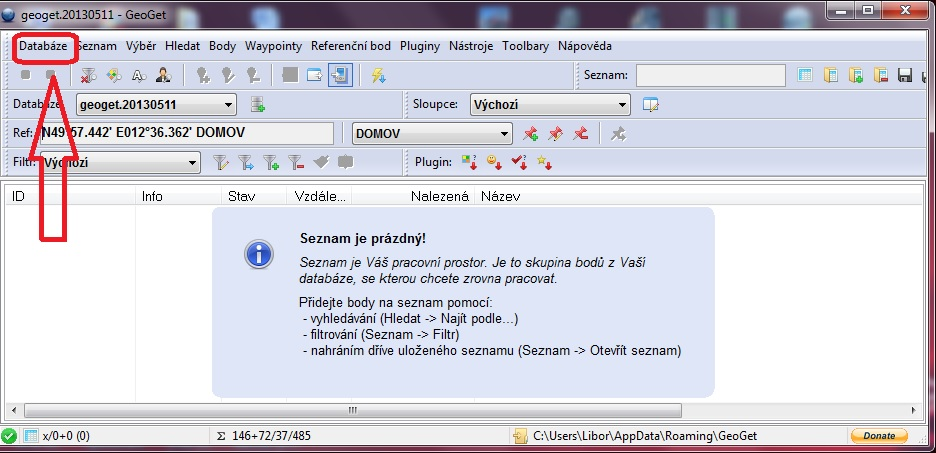 geoget.20130511 - GeoGet
Databáze Seznam Výběr Hledat Body Waypointy Referenční bod Pluginy Nástroje Toolbary Nápověda
Seznam:
geoget.20130511 Sloupce: Výchozí
Ref: N49°57.442' E012°36.362' DOMOV DOMOV
Filtr: Výchozí Plugin:
ID Info Stav Vzdále... Nalezená Název
Seznam je prázdný!
Seznam je Váš pracovní prostor. Je to skupina bodů z Vaší
databáze, se kterou chcete zrovna pracovat.
Přidejte body na seznam pomocí:
- vyhledávání (Hledat -> Najít podle...)
- filtrování (Seznam -> Filtr)
- nahráním dříve uloženého seznamu (Seznam -> Otevřít seznam)
x/0+0 (0) Σ 146+72/37/485 C:\Users\Libor\AppData\Roaming\GeoGet Donate